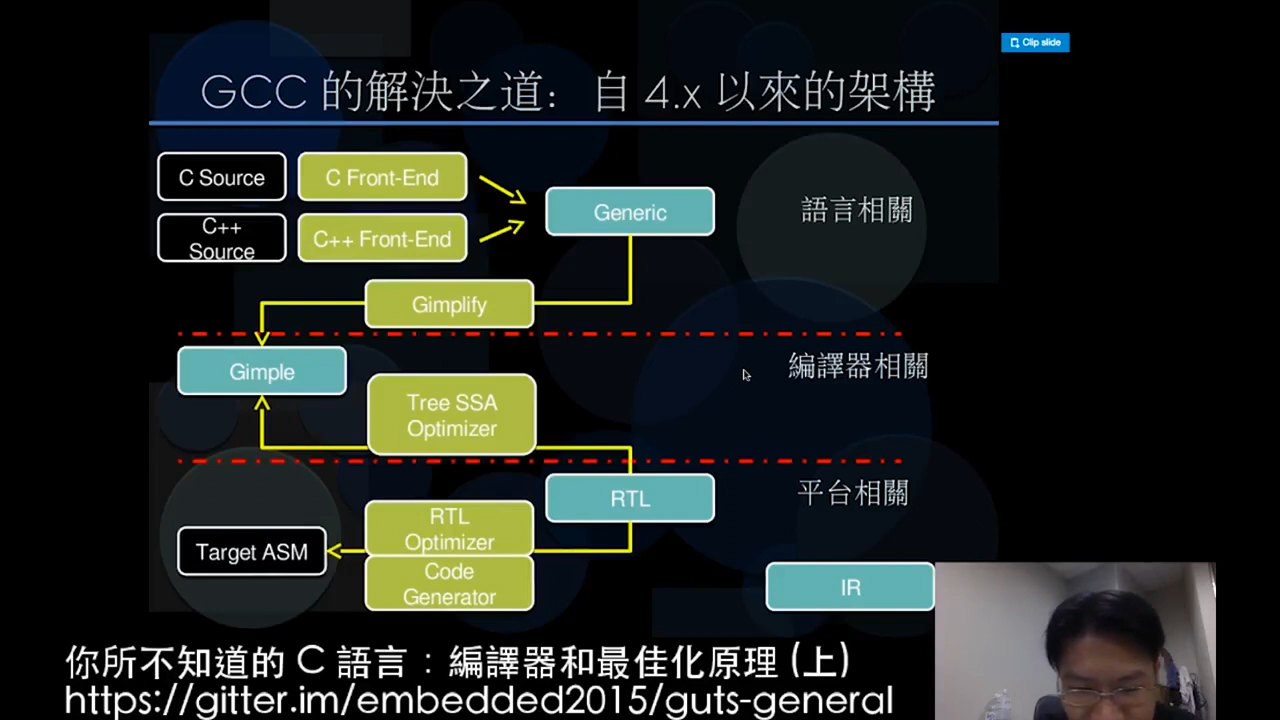 Clip slide
GCC 的解決之道: 自 4.x 以來的架構
C Source
C Front-End
Generic
語言相關
C++
Source
C++ Front-End
Gimplify
Gimple
編譯器相關
Tree SSA
Optimizer
RTL
平台相關
RTL
Optimizer
Target ASM
Code
Generator
IR
你所不知道的 C 語言：編譯器和最佳化原理 (上)
https://gitter.im/embedded2015/guts-general